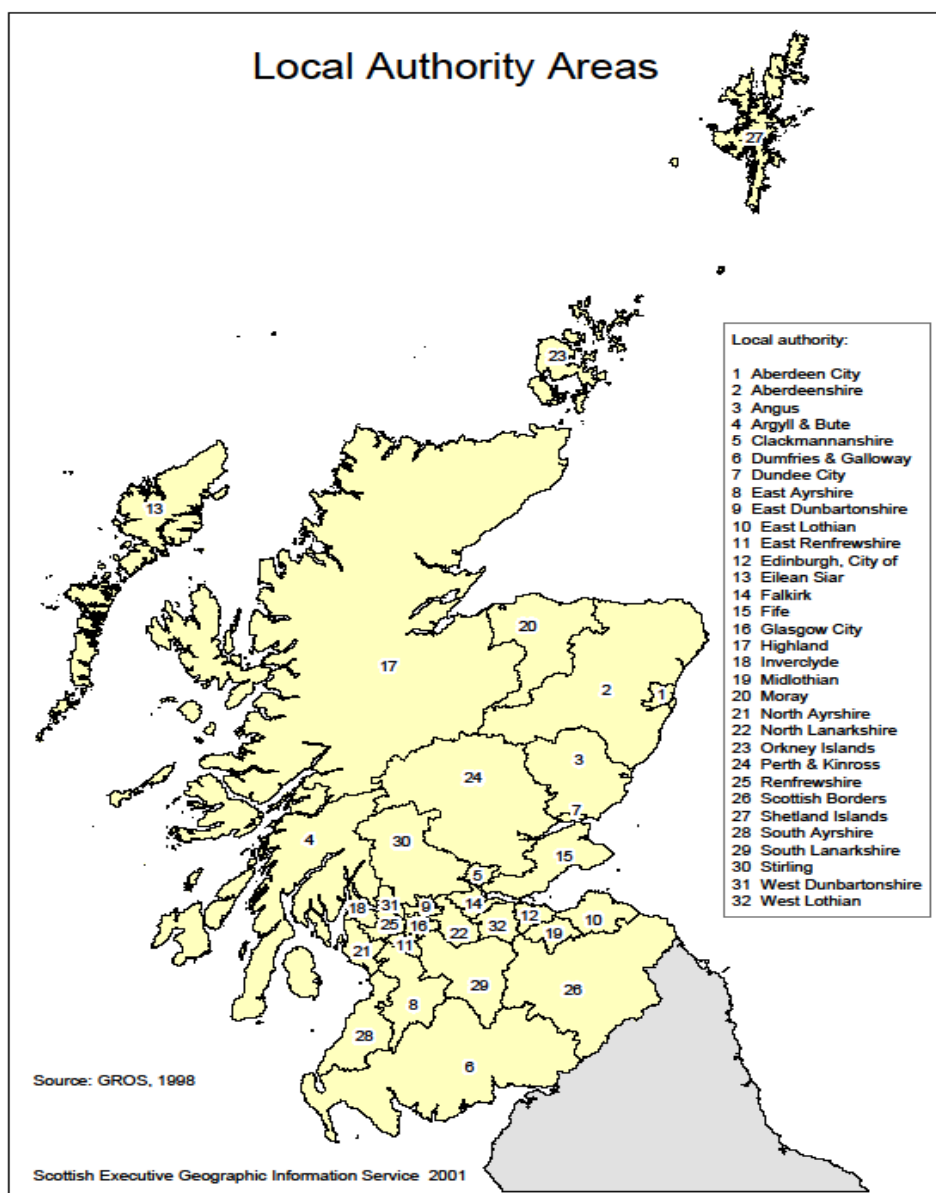 Local Authority Areas
27
23
Local authority:
1 Aberdeen City
2 Aberdeenshire
3 Angus
4 Argyll & Bute
5 Clackmannanshire
6 Dumfries & Galloway
7 Dundee City
8 East Ayrshire
9 East Dunbartonshire
10 East Lothian
11 East Renfrewshire
12 Edinburgh, City of
13 Eilean Siar
14 Falkirk
15 Fife
16 Glasgow City
17 Highland
18 Inverclyde
19 Midlothian
20 Moray
21 North Ayrshire
22 North Lanarkshire
23 Orkney Islands
24 Perth & Kinross
25 Renfrewshire
26 Scottish Borders
27 Shetland Islands
28 South Ayrshire
29 South Lanarkshire
30 Stirling
31 West Dunbartonshire
32 West Lothian
13
20
17
2
1
3
24
7
4
30
15
5
18
31
9
14
12
10
25
16
22
32
19
21
11
29
26
8
28
6
Source: GROS, 1998
Scottish Executive Geographic Information Service 2001